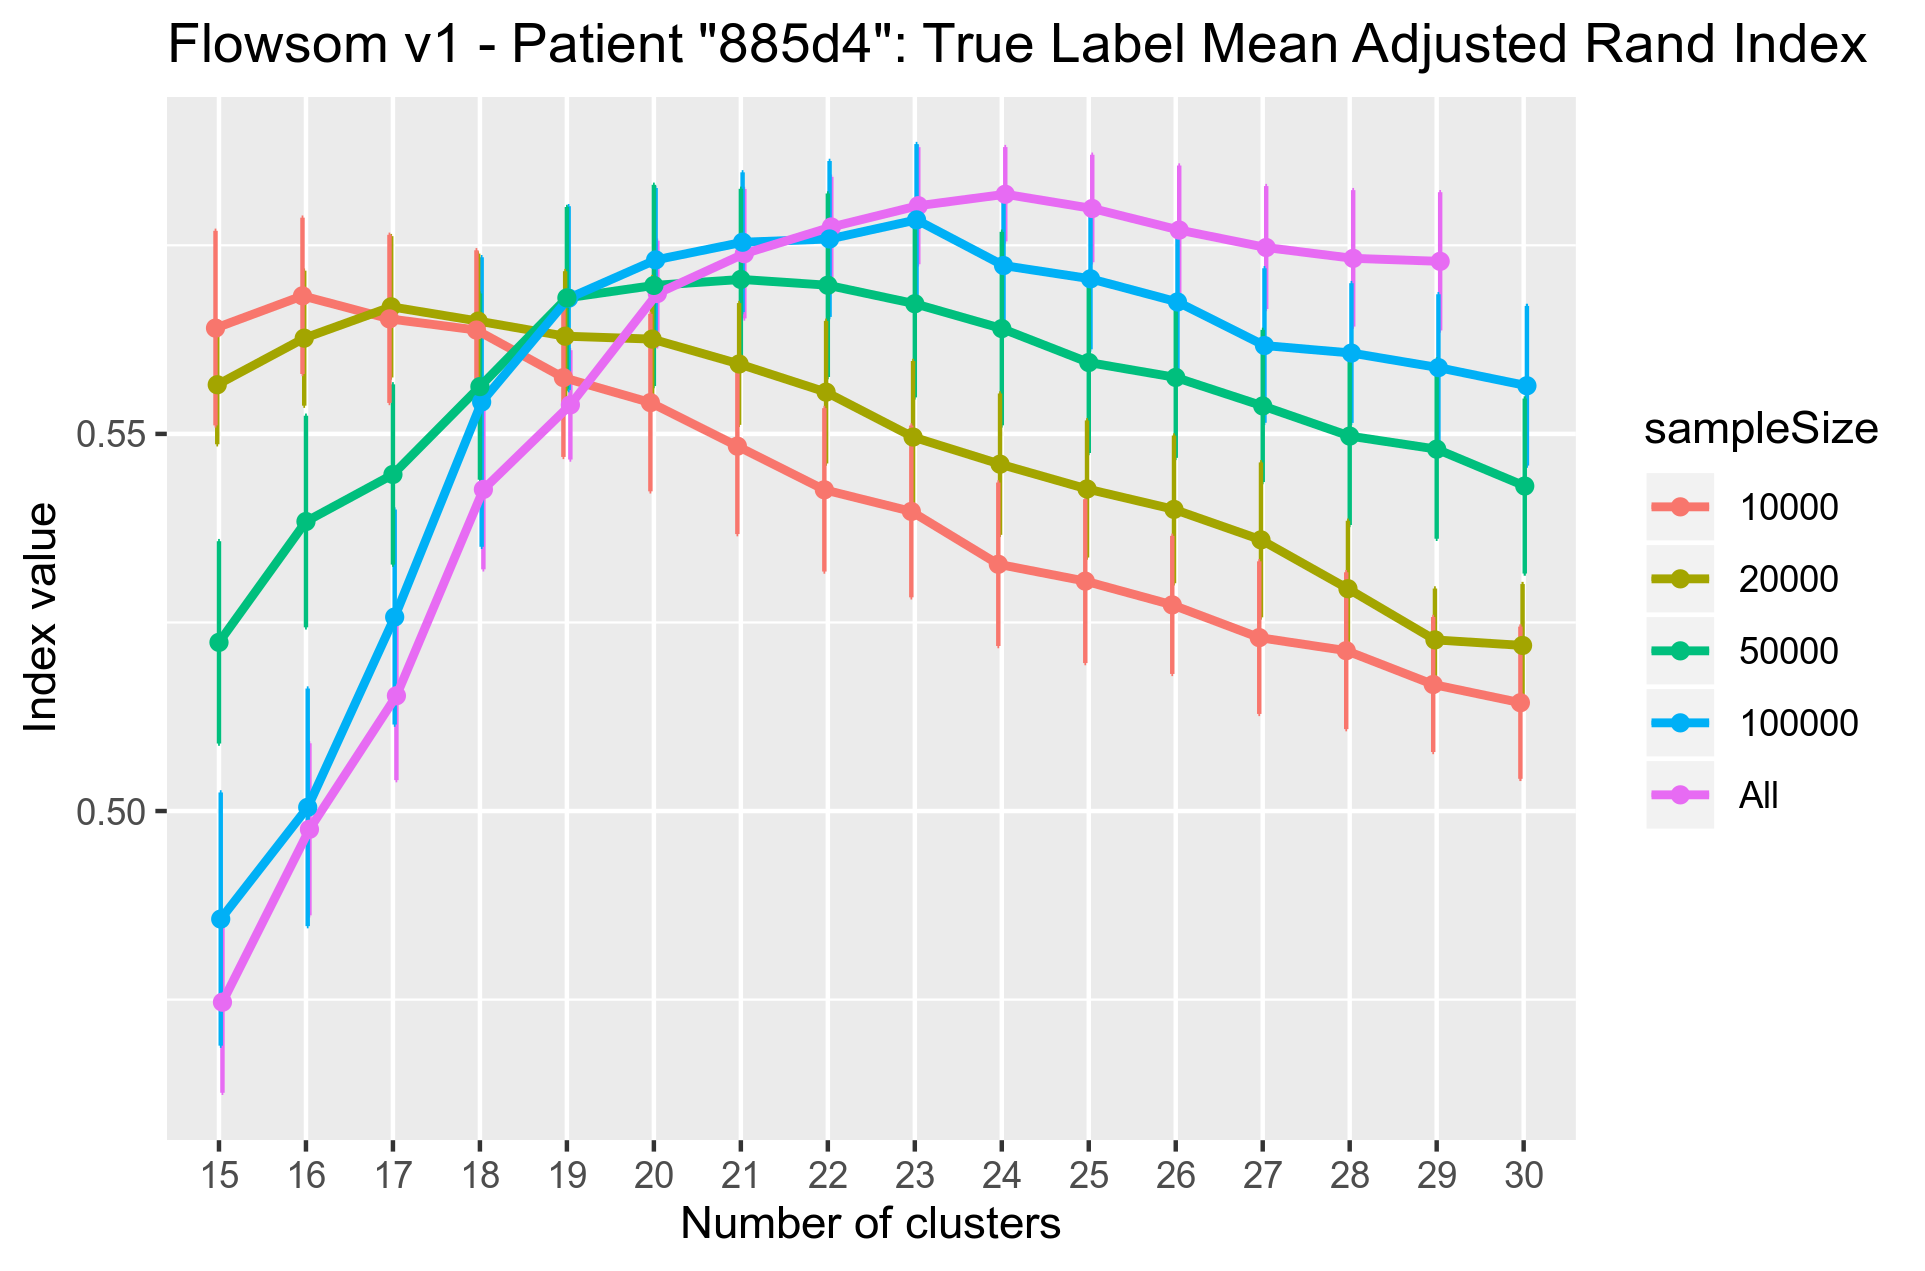 Flowsom v1 - Patient "885d4": True Label Mean Adjusted Rand Index
Index value
0.55
0.50
15 16 17 18 19 20 21 22 23 24 25 26 27 28 29 30
Number of clusters
sampleSize
10000
20000
50000
100000
All